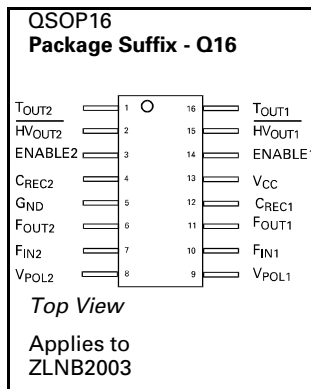 QSOP16
Package Suffix - Q16
TOUT2 1 16 TOUT1
HVOUT2 2 15 HVOUT1
ENABLE2 3 14 ENABLE1
CREC2 4 13 VCC
GND 5 12 CREC1
FOUT2 6 11 FOUT1
FIN2 7 10 FIN1
VPOL2 8 9 VPOL1
Top View
Applies to
ZLNB2003